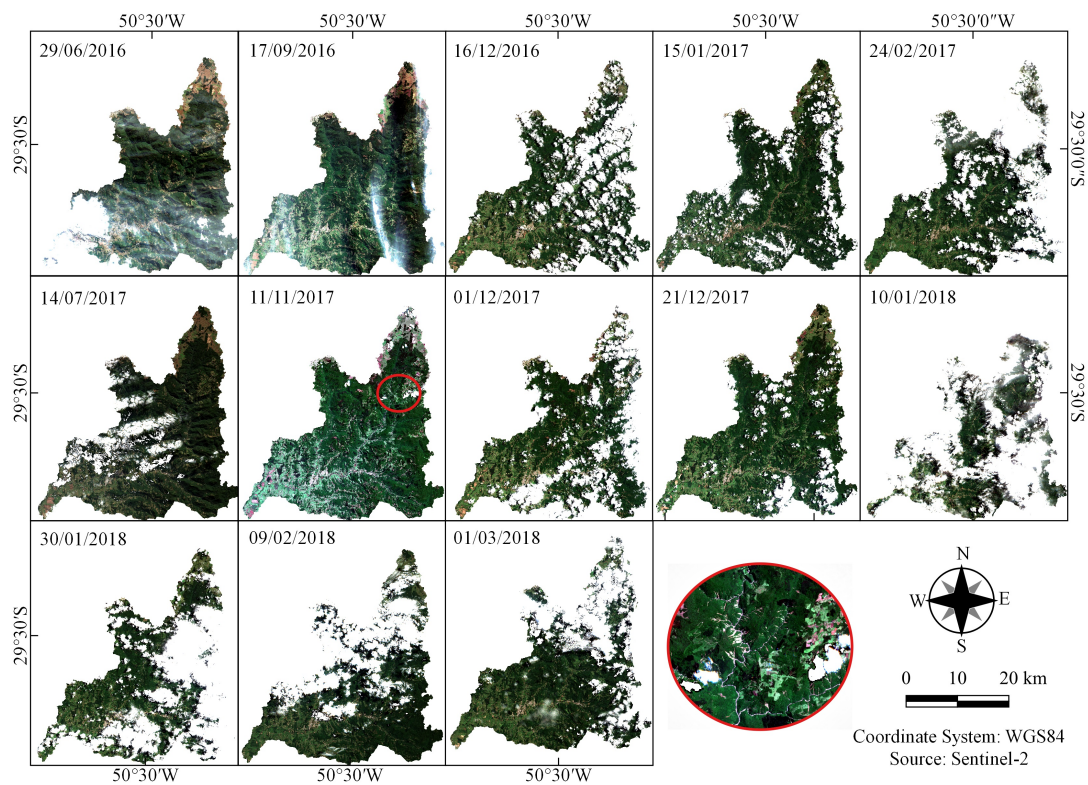 50°30'W 50°30'W 50°30'W 50°30'W 50°30'0"W
29/06/2016 17/09/2016 16/12/2016 15/01/2017 24/02/2017
29°30'S 29°30'0"S
14/07/2017 11/11/2017 01/12/2017 21/12/2017 10/01/2018
29°30'S 29°30'S
30/01/2018 09/02/2018 01/03/2018
29°30'S
N
W E
S
0 10 20 km
Coordinate System: WGS84
Source: Sentinel-2
50°30'W 50°30'W 50°30'W